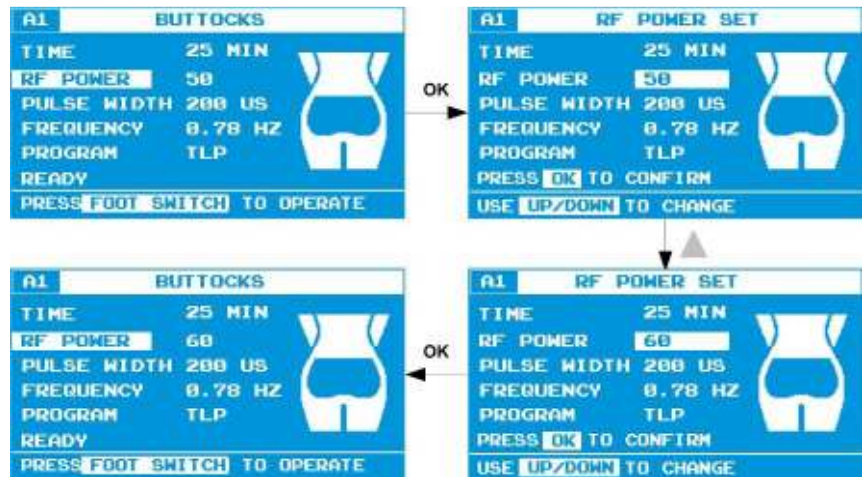 A1 BUTTOCKS
TIME 25 MIN
RF POWER 50
PULSE WIDTH 200 US
FREQUENCY 0.78 HZ
PROGRAM TLP
READY
PRESS FOOT SWITCH TO OPERATE
OK
A1 RF POWER SET
TIME 25 MIN
RF POWER 50
PULSE WIDTH 200 US
FREQUENCY 0.78 HZ
PROGRAM TLP
PRESS OK TO CONFIRM
USE UP/DOWN TO CHANGE
A1 RF POWER SET
TIME 25 MIN
RF POWER 60
PULSE WIDTH 200 US
FREQUENCY 0.78 HZ
PROGRAM TLP
PRESS OK TO CONFIRM
USE UP/DOWN TO CHANGE
OK
A1 BUTTOCKS
TIME 25 MIN
RF POWER 60
PULSE WIDTH 200 US
FREQUENCY 0.78 HZ
PROGRAM TLP
READY
PRESS FOOT SWITCH TO OPERATE